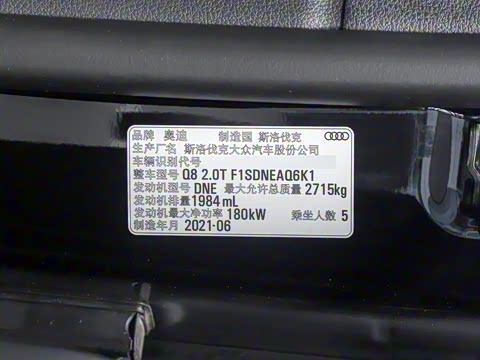 品牌 奥迪 制造国 斯洛伐克
生产厂名 斯洛伐克大众汽车股份公司
车辆识别代号
整车型号 Q8 2.0T F1SDNEAQ6K1
发动机型号 DNE 最大允许总质量 2715kg
发动机排量 1984 mL
发动机最大净功率 180kW 乘坐人数 5
制造年月 2021-06